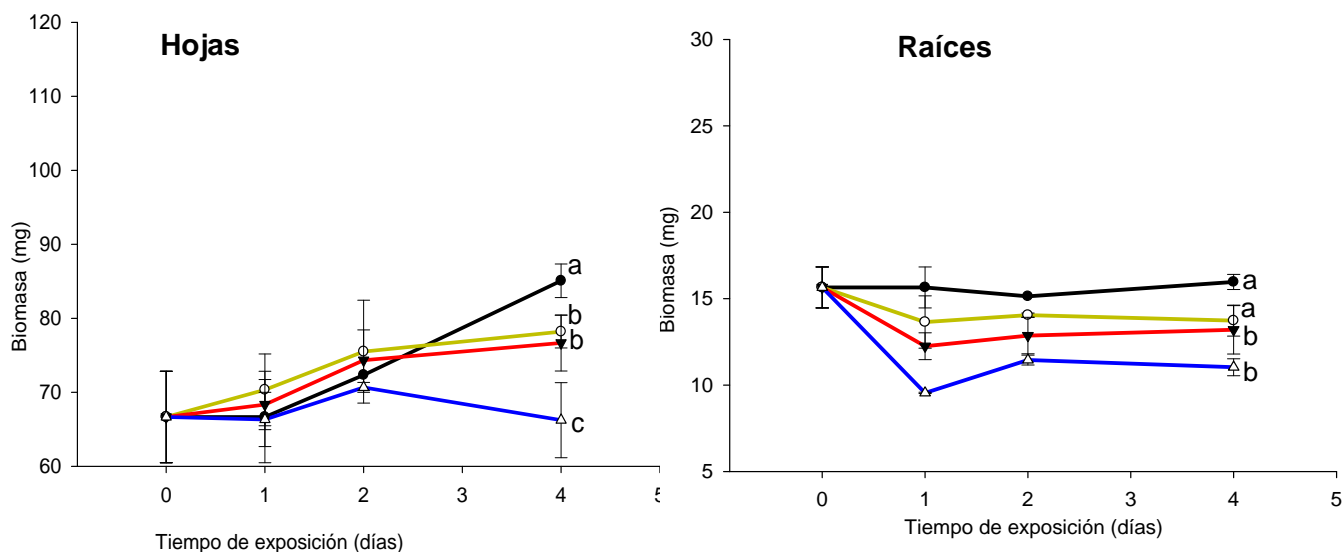 Hojas
120
110
100
90
80
70
60
Biomasa (mg)
a
b
b
c
0 1 2 3 4 5
Tiempo de exposición (días)
Raíces
30
25
20
15
10
5
Biomasa (mg)
a
a
b
b
0 1 2 3 4 5
Tiempo de exposición (días)